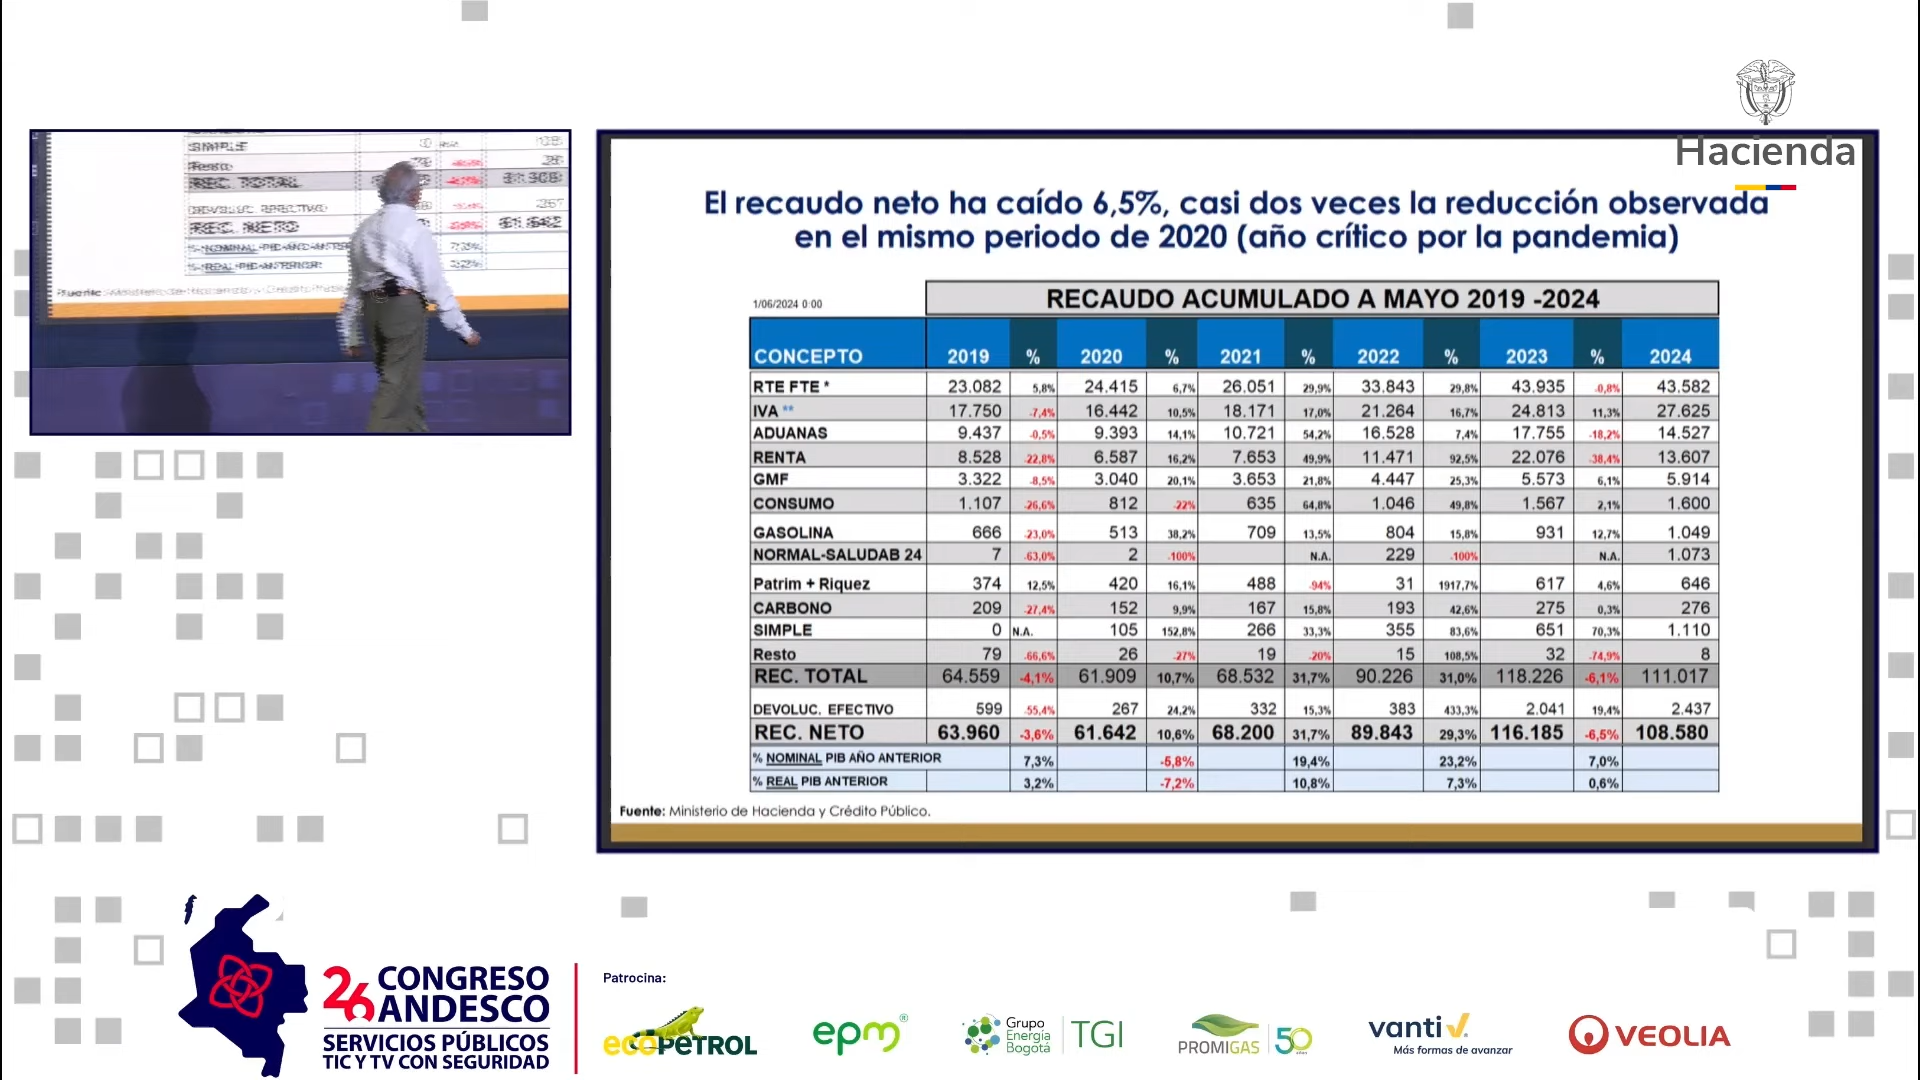 Hacienda
El recaudo neto ha caído 6,5%, casi dos veces la reducción observada
en el mismo periodo de 2020 (año crítico por la pandemia)
1/06/2024 0:00
RECAUDO ACUMULADO A MAYO 2019 -2024
CONCEPTO 2019 % 2020 % 2021 % 2022 % 2023 % 2024
RTE FTE * 23.082 5,8% 24.415 6,7% 26.051 29,9% 33.843 29,8% 43.935 -0,8% 43.582
IVA ** 17.750 -7,4% 16.442 10,5% 18.171 17,0% 21.264 16,7% 24.813 11,3% 27.625
ADUANAS 9.437 -0,5% 9.393 14,1% 10.721 54,2% 16.528 7,4% 17.755 -18,2% 14.527
RENTA 8.528 -22,8% 6.587 16,2% 7.653 49,9% 11.471 92,5% 22.076 -38,4% 13.607
GMF 3.322 -8,5% 3.040 20,1% 3.653 21,8% 4.447 25,3% 5.573 6,1% 5.914
CONSUMO 1.107 -26,6% 812 -22% 635 64,8% 1.046 49,8% 1.567 2,1% 1.600
GASOLINA 666 -23,0% 513 38,2% 709 13,5% 804 15,8% 931 12,7% 1.049
NORMAL-SALUDAB 24 7 -63,0% 2 -100% N.A. 229 -100% N.A. 1.073
Patrim + Riquez 374 12,5% 420 16,1% 488 -94% 31 1917,7% 617 4,6% 646
CARBONO 209 -27,4% 152 9,9% 167 15,8% 193 42,6% 275 0,3% 276
SIMPLE 0 N.A. 105 152,8% 266 33,3% 355 83,6% 651 70,3% 1.110
Resto 79 -66,6% 26 -27% 19 -20% 15 108,5% 32 -74,9% 8
REC. TOTAL 64.559 -4,1% 61.909 10,7% 68.532 31,7% 90.226 31,0% 118.226 -6,1% 111.017
DEVOLUC. EFECTIVO 599 -55,4% 267 24,2% 332 15,3% 383 433,3% 2.041 19,4% 2.437
REC. NETO 63.960 -3,6% 61.642 10,6% 68.200 31,7% 89.843 29,3% 116.185 -6,5% 108.580
% NOMINAL PIB AÑO ANTERIOR 7,3% -5,8% 19,4% 23,2% 7,0%
% REAL PIB ANTERIOR 3,2% -7,2% 10,8% 7,3% 0,6%
Fuente: Ministerio de Hacienda y Crédito Público.
SIMPLE
Resto
REC. TOTAL
REC. NETO
26 CONGRESO
ANDESCO
SERVICIOS PÚBLICOS
TIC Y TV CON SEGURIDAD
Patrocina:
ecoPETROL
epm®
Grupo
Energía
Bogotá
TGI
PROMIGAS
50
vanti
Más formas de avanzar
VEOLIA